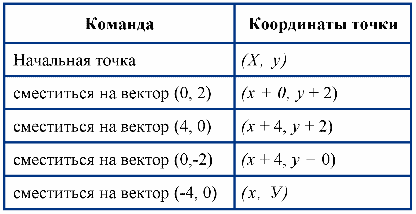 Команда Координаты точки
Начальная точка (X, y)
сместиться на вектор (0, 2) (x + 0, y + 2)
сместиться на вектор (4, 0) (x + 4, y + 2)
сместиться на вектор (0,-2) (x + 4, y – 0)
сместиться на вектор (-4, 0) (x, У)